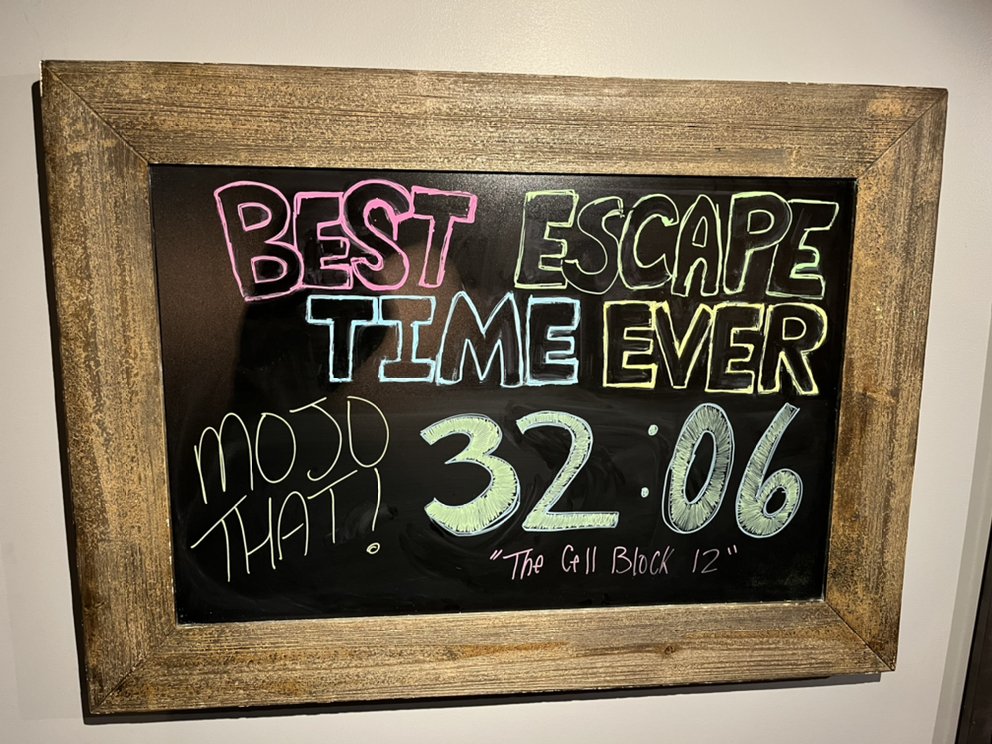 BEST ESCAPE
TIME EVER
MOJO
THAT!
32:06
"The Cell Block 12"